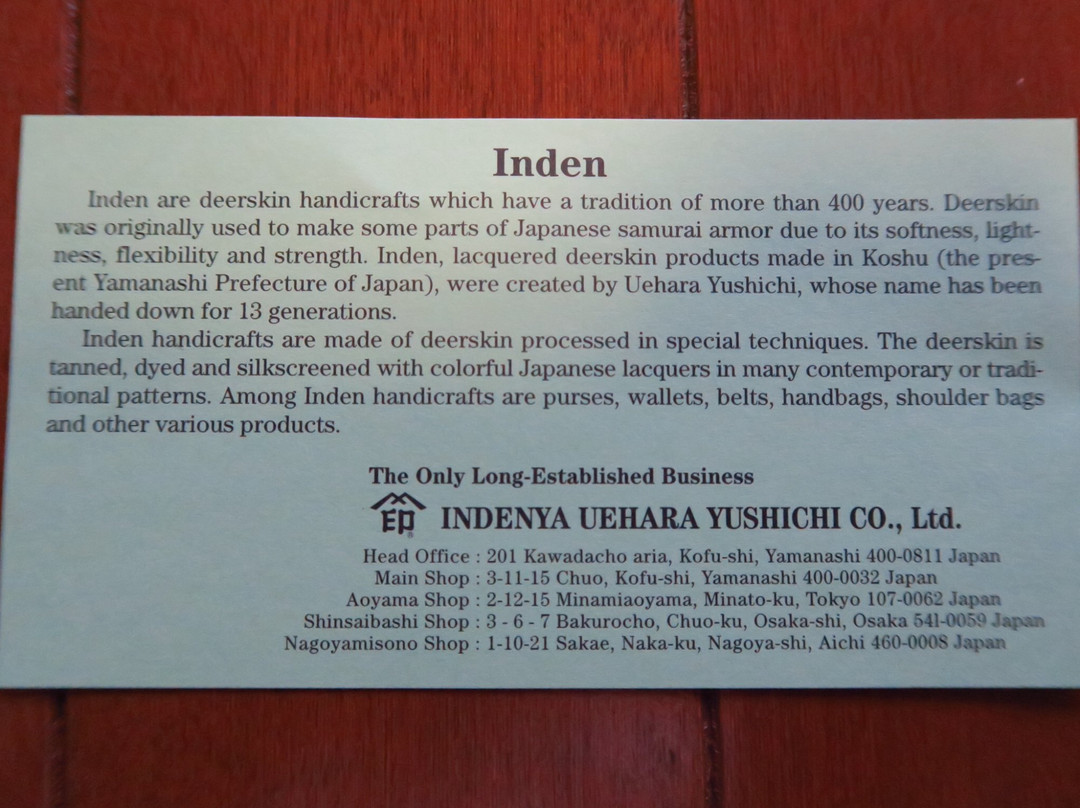 Inden
Inden are deerskin handicrafts which have a tradition of more than 400 years. Deerskin
was originally used to make some parts of Japanese samurai armor due to its softness, light-
ness, flexibility and strength. Inden, lacquered deerskin products made in Koshu (the pres-
ent Yamanashi Prefecture of Japan), were created by Uehara Yushichi, whose name has been
handed down for 13 generations.
Inden handicrafts are made of deerskin processed in special techniques. The deerskin is
tanned, dyed and silkscreened with colorful Japanese lacquers in many contemporary or tradi-
tional patterns. Among Inden handicrafts are purses, wallets, belts, handbags, shoulder bags
and other various products.
The Only Long-Established Business
印 INDENYA UEHARA YUSHICHI CO., Ltd.
Head Office : 201 Kawadacho aria, Kofu-shi, Yamanashi 400-0811 Japan
Main Shop : 3-11-15 Chuo, Kofu-shi, Yamanashi 400-0032 Japan
Aoyama Shop : 2-12-15 Minamiaoyama, Minato-ku, Tokyo 107-0062 Japan
Shinsaibashi Shop : 3 - 6 - 7 Bakurocho, Chuo-ku, Osaka-shi, Osaka 541-0059 Japan
Nagoyamisono Shop : 1-10-21 Sakae, Naka-ku, Nagoya-shi, Aichi 460-0008 Japan